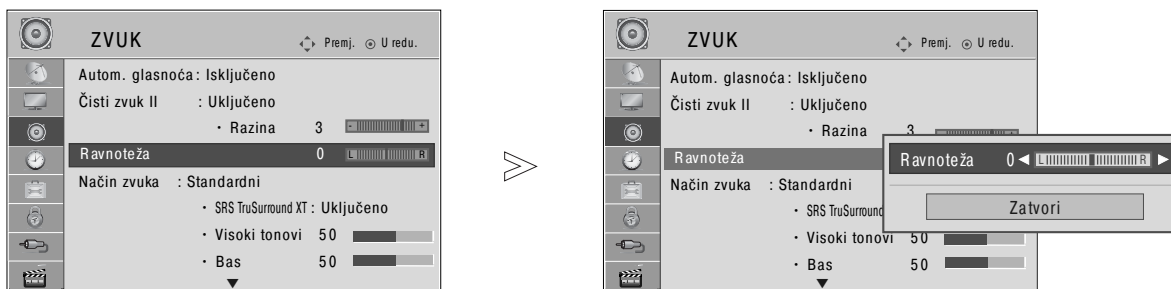 ZVUK
Premj. U redu.
Autom. glasnoća : Isključeno
Čisti zvuk II : Uključeno
• Razina 3 - +
Ravnoteža 0 L R
Način zvuka : Standardni
• SRS TruSurround XT : Uključeno
• Visoki tonovi 50
• Bas 50
ZVUK
Premj. U redu.
Autom. glasnoća : Isključeno
Čisti zvuk II : Uključeno
• Razina 3
Ravnoteža
Način zvuka : Standardni
• SRS TruSurround
• Visoki tonovi 50
• Bas 50
Ravnoteža 0 L R
Zatvori